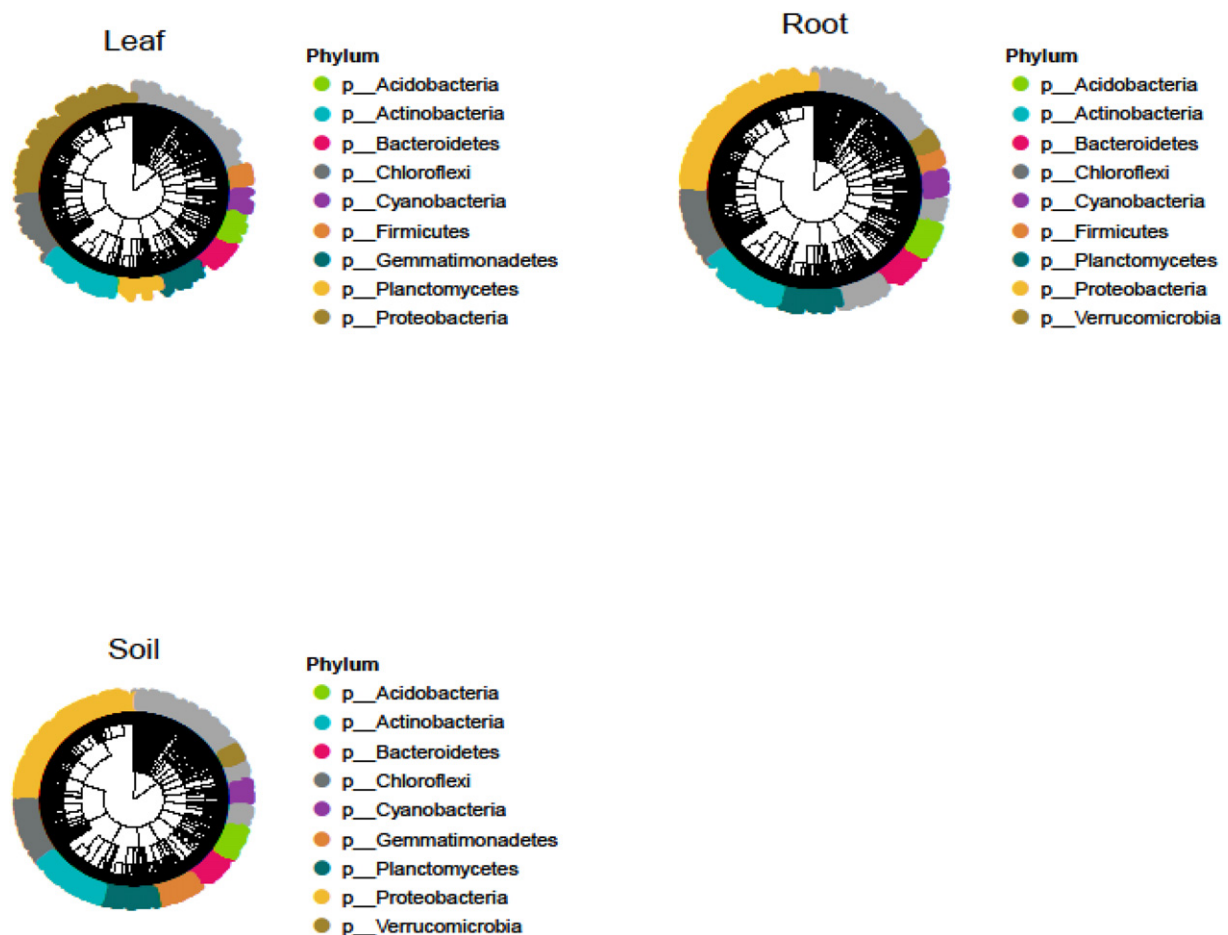 Leaf
Phylum
p__Acidobacteria
p__Actinobacteria
p__Bacteroidetes
p__Chloroflexi
p__Cyanobacteria
p__Firmicutes
p__Gemmatimonadetes
p__Planctomycetes
p__Proteobacteria
Root
Phylum
p__Acidobacteria
p__Actinobacteria
p__Bacteroidetes
p__Chloroflexi
p__Cyanobacteria
p__Firmicutes
p__Planctomycetes
p__Proteobacteria
p__Verrucomicrobia
Soil
Phylum
p__Acidobacteria
p__Actinobacteria
p__Bacteroidetes
p__Chloroflexi
p__Cyanobacteria
p__Gemmatimonadetes
p__Planctomycetes
p__Proteobacteria
p__Verrucomicrobia